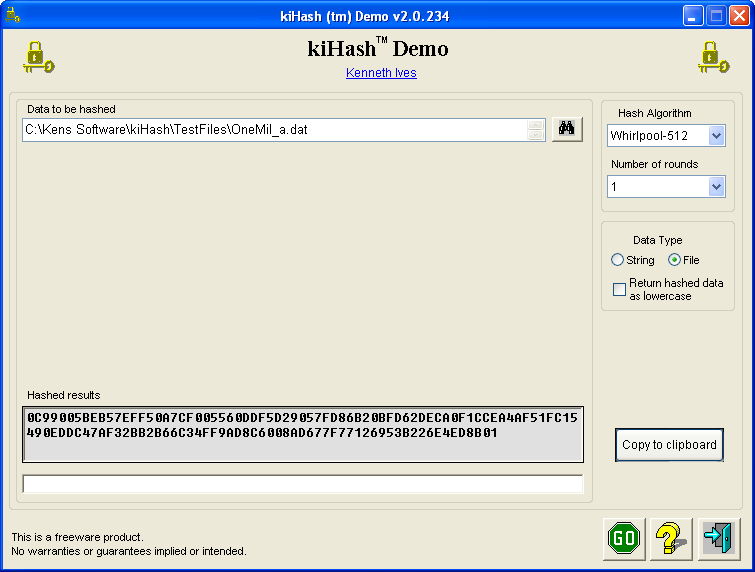 kiHash (tm) Demo v2.0.234
kiHash™ Demo
Kenneth Ives
Data to be hashed
C:\Kens Software\kiHash\TestFiles\OneMil_a.dat
Hash Algorithm
Whirlpool-512
Number of rounds
1
Data Type
String
File
Return hashed data
as lowercase
Hashed results
0C99005BEB57EFF50A7CF005560DDF5D29057FD86B20BFD62DECA0F1CCEA4AF51FC15
490EDDC47AF32BB2B66C34FF9AD8C6008AD677F77126953B226E4ED8B01
Copy to clipboard
This is a freeware product.
No warranties or guarantees implied or intended.
GO